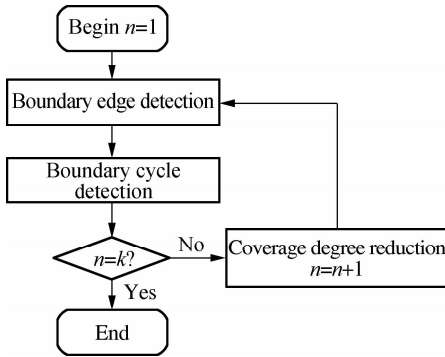 Begin n=1
Boundary edge detection
Boundary cycle
detection
n=k?
No
Coverage degree reduction
n=n+1
Yes
End